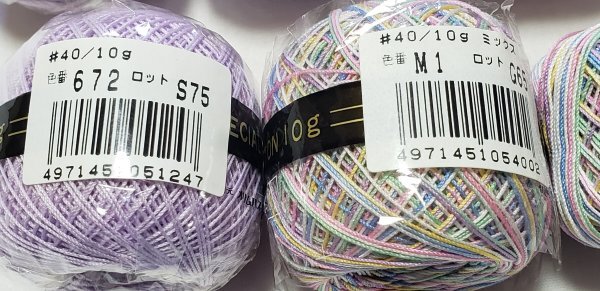 #40/10g
色番 672 ロット S75
4971451051247
#40/10g ミックス
色番 M1 ロット G65
4971451054002
10g